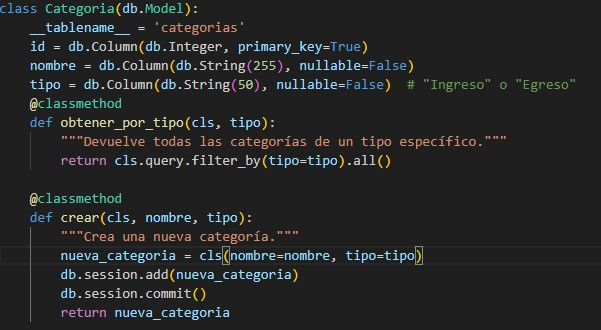 class Categoria(db.Model):
    __tablename__ = 'categorias'
    id = db.Column(db.Integer, primary_key=True)
    nombre = db.Column(db.String(255), nullable=False)
    tipo = db.Column(db.String(50), nullable=False)  # "Ingreso" o "Egreso"
    @classmethod
    def obtener_por_tipo(cls, tipo):
        """Devuelve todas las categorías de un tipo específico."""
        return cls.query.filter_by(tipo=tipo).all()

    @classmethod
    def crear(cls, nombre, tipo):
        """Crea una nueva categoría."""
        nueva_categoria = cls(nombre=nombre, tipo=tipo)
        db.session.add(nueva_categoria)
        db.session.commit()
        return nueva_categoria